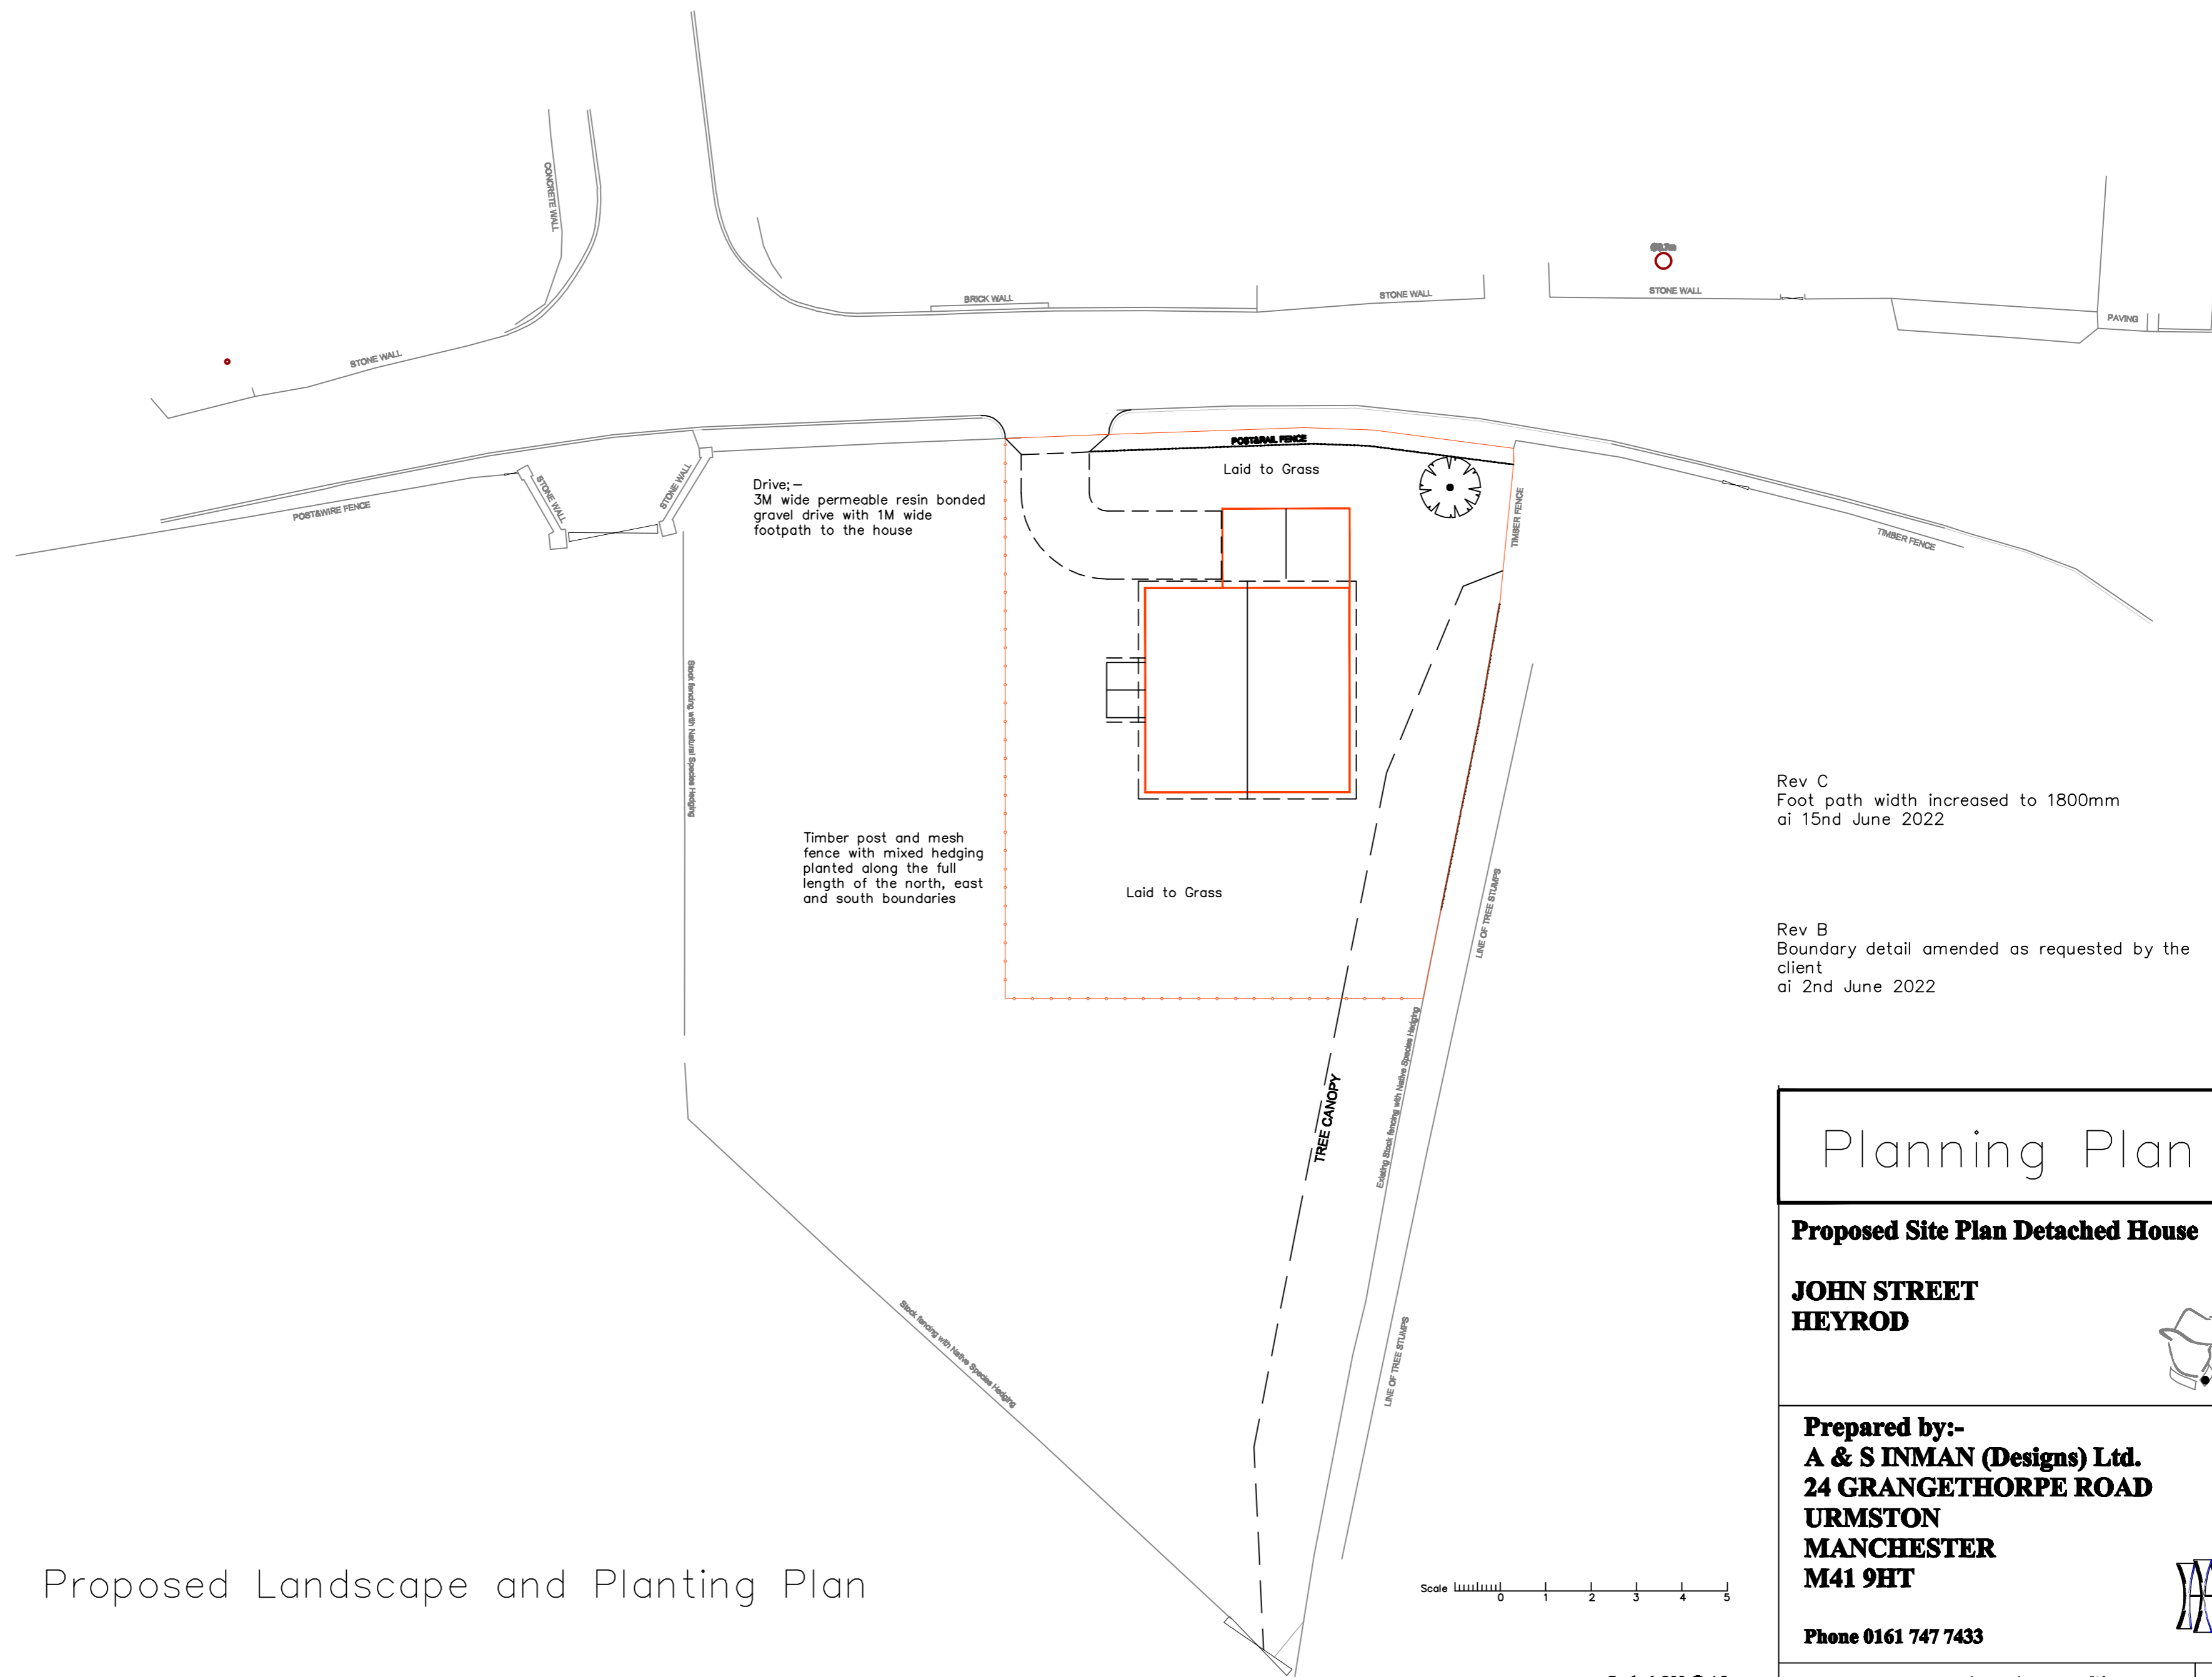 CONCRETE WALL
BRICK WALL
STONE WALL
STONE WALL
PAVING
STONE WALL
POST&RAIL FENCE
Laid to Grass
STONE WALL
STONE WALL
POST&WIRE FENCE
TIMBER FENCE
TIMBER FENCE
Drive;-
3M wide permeable resin bonded
gravel drive with 1M wide
footpath to the house
Stock fencing with Natural Species Hedging
Timber post and mesh
fence with mixed hedging
planted along the full
length of the north, east
and south boundaries
Laid to Grass
LINE OF TREE STUMPS
Rev C
Foot path width increased to 1800mm
ai 15nd June 2022
Rev B
Boundary detail amended as requested by the
client
ai 2nd June 2022
TREE CANOPY
Existing Stock fencing with Native Species Hedging
Stock fencing with Native Species Hedging
LINE OF TREE STUMPS
Planning Plan
Proposed Site Plan Detached House
JOHN STREET
HEYROD
Prepared by:-
A & S INMAN (Designs) Ltd.
24 GRANGETHORPE ROAD
URMSTON
MANCHESTER
M41 9HT
Phone 0161 747 7433
Proposed Landscape and Planting Plan
Scale 0 1 2 3 4 5